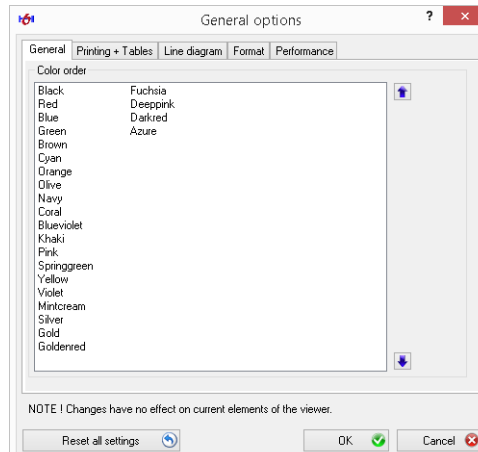 General options
?
General Printing + Tables Line diagram Format Performance
Color order
Black Fuchsia
Red Deeppink
Blue Darkred
Green Azure
Brown
Cyan
Orange
Olive
Navy
Coral
Blueviolet
Khaki
Pink
Springgreen
Yellow
Violet
Mintcream
Silver
Gold
Goldenred
NOTE ! Changes have no effect on current elements of the viewer.
Reset all settings OK Cancel